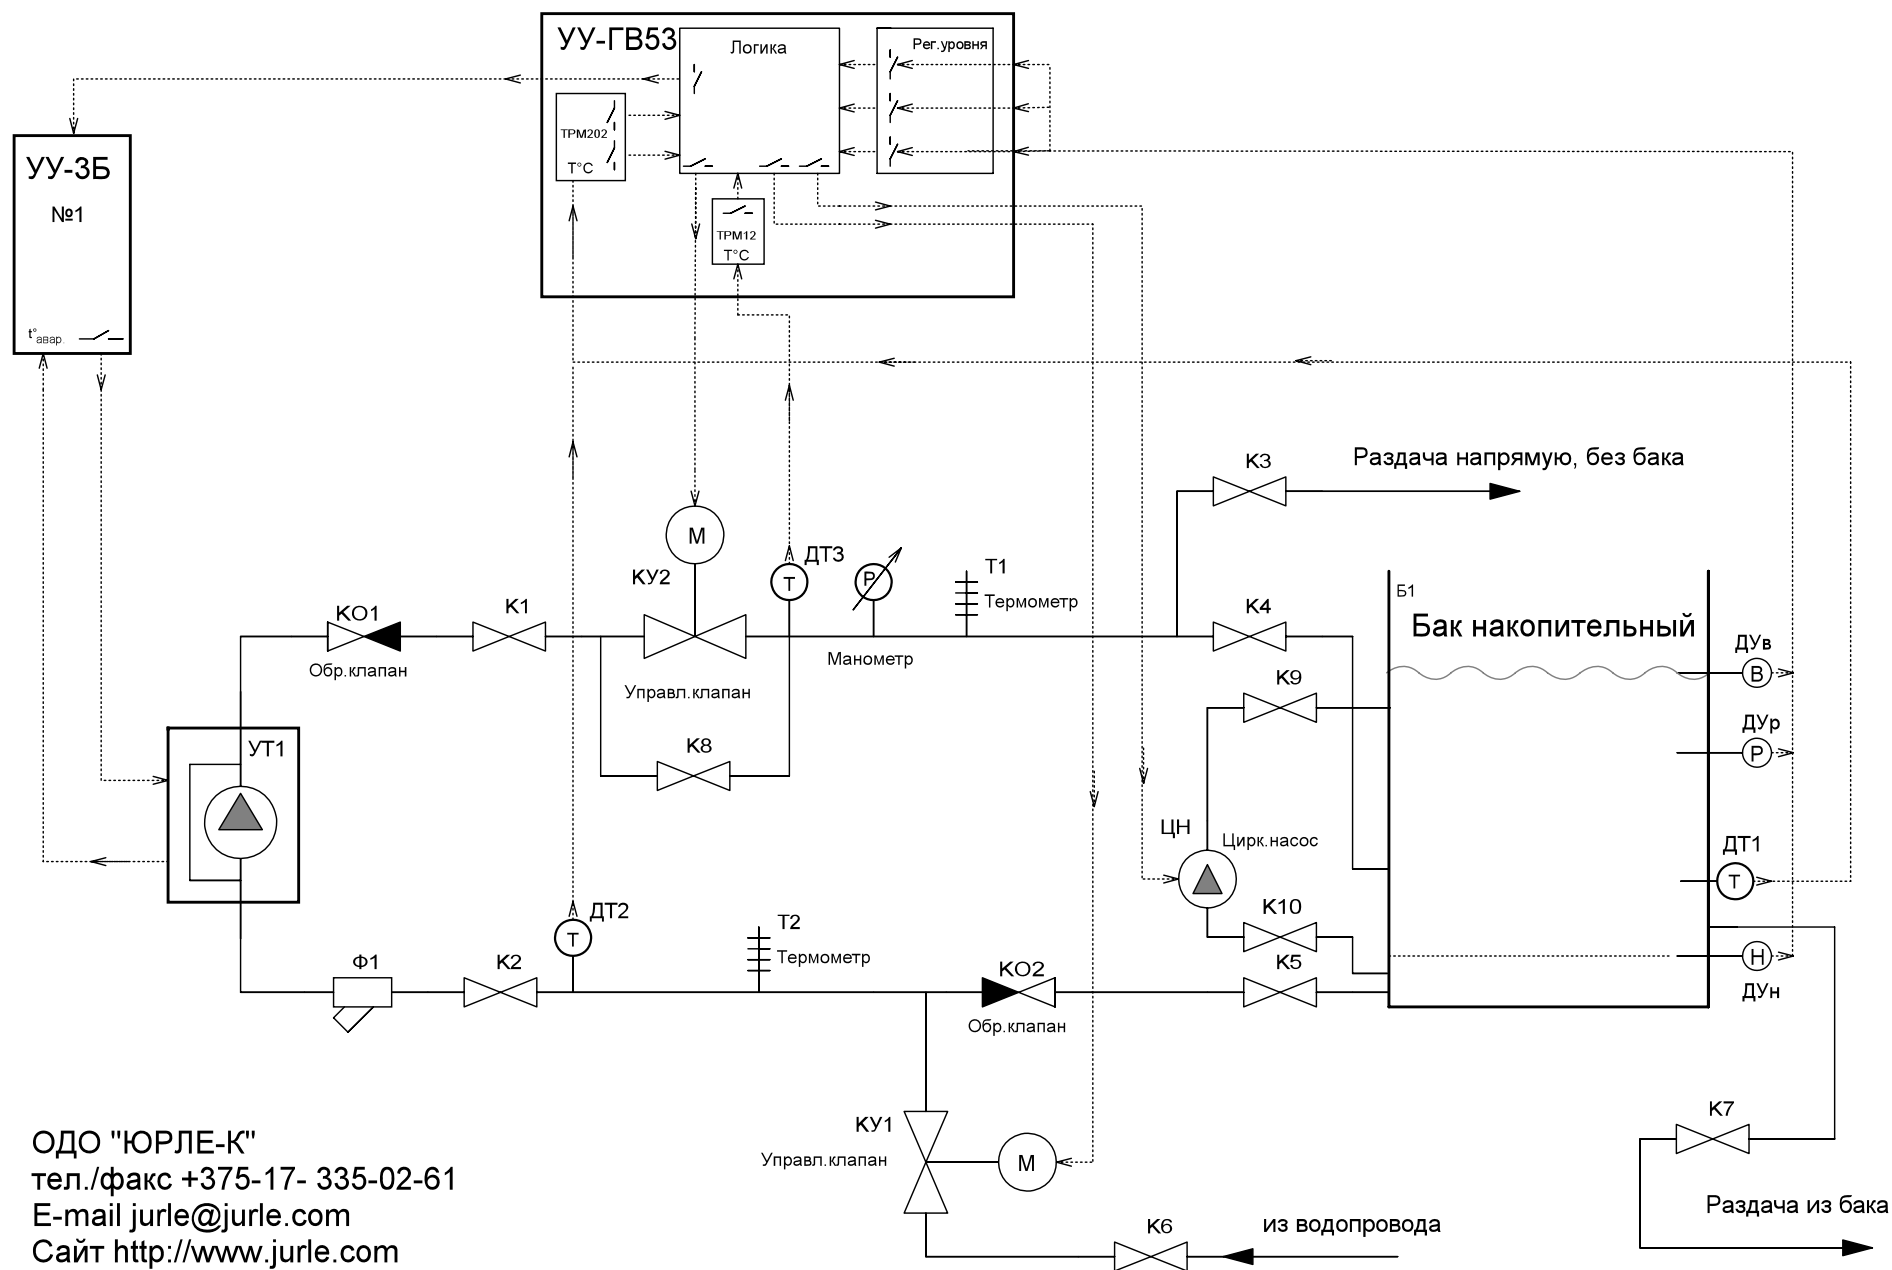 УУ-ГВ53
Логика
Рег.уровня
ТРМ202
T°C
ТРМ12
T°C
УУ-3Б
№1
t°авар.
К3
Раздача напрямую, без бака
М
КУ2
ДТ3
Т
Р
Т1
Термометр
К4
Б1
Бак накопительный
КО1
К1
Обр.клапан
Управл.клапан
Манометр
ДУв
В
К9
УТ1
К8
ДУр
Р
ЦН
Цирк.насос
ДТ1
Т
ДТ2
Т
Т2
Термометр
К10
Ф1
К2
КО2
К5
Н
ДУн
Обр.клапан
КУ1
Управл.клапан
М
К7
Раздача из бака
К6
из водопровода
ОДО "ЮРЛЕ-К"
тел./факс +375-17- 335-02-61
E-mail jurle@jurle.com
Сайт http://www.jurle.com